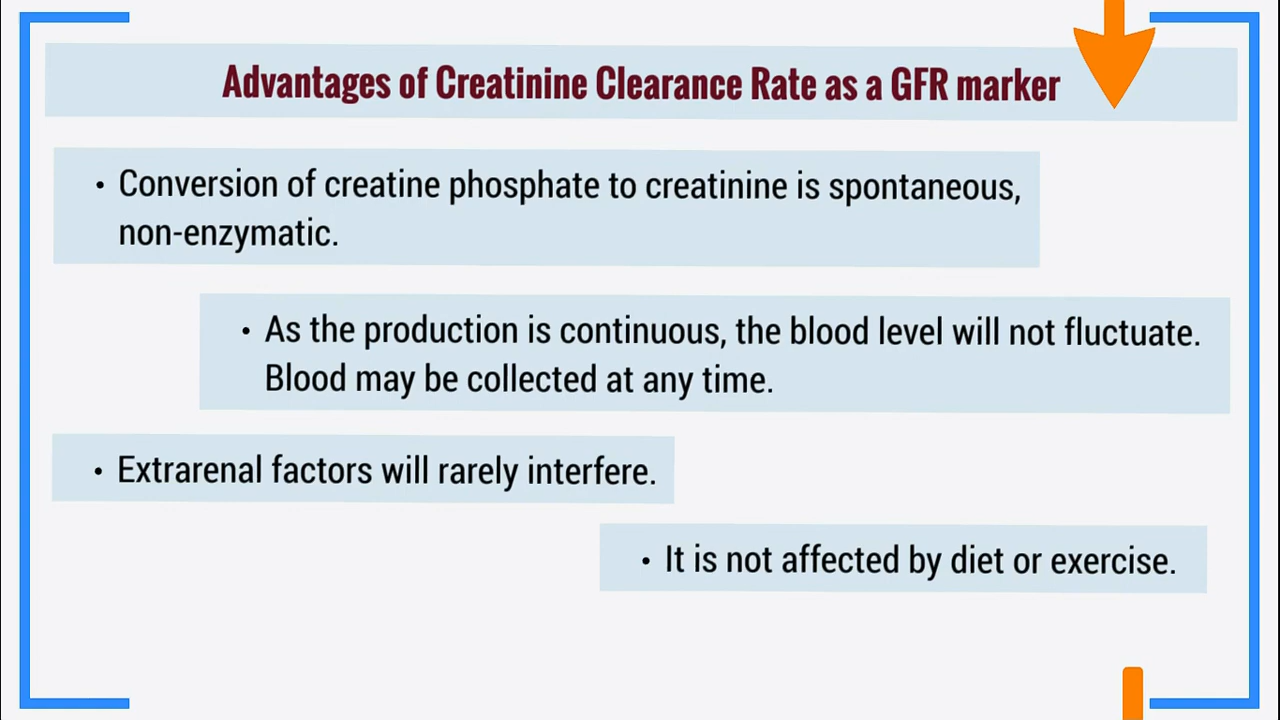 Advantages of Creatinine Clearance Rate as a GFR marker
• Conversion of creatine phosphate to creatinine is spontaneous,
non-enzymatic.
• As the production is continuous, the blood level will not fluctuate.
Blood may be collected at any time.
• Extrarenal factors will rarely interfere.
• It is not affected by diet or exercise.